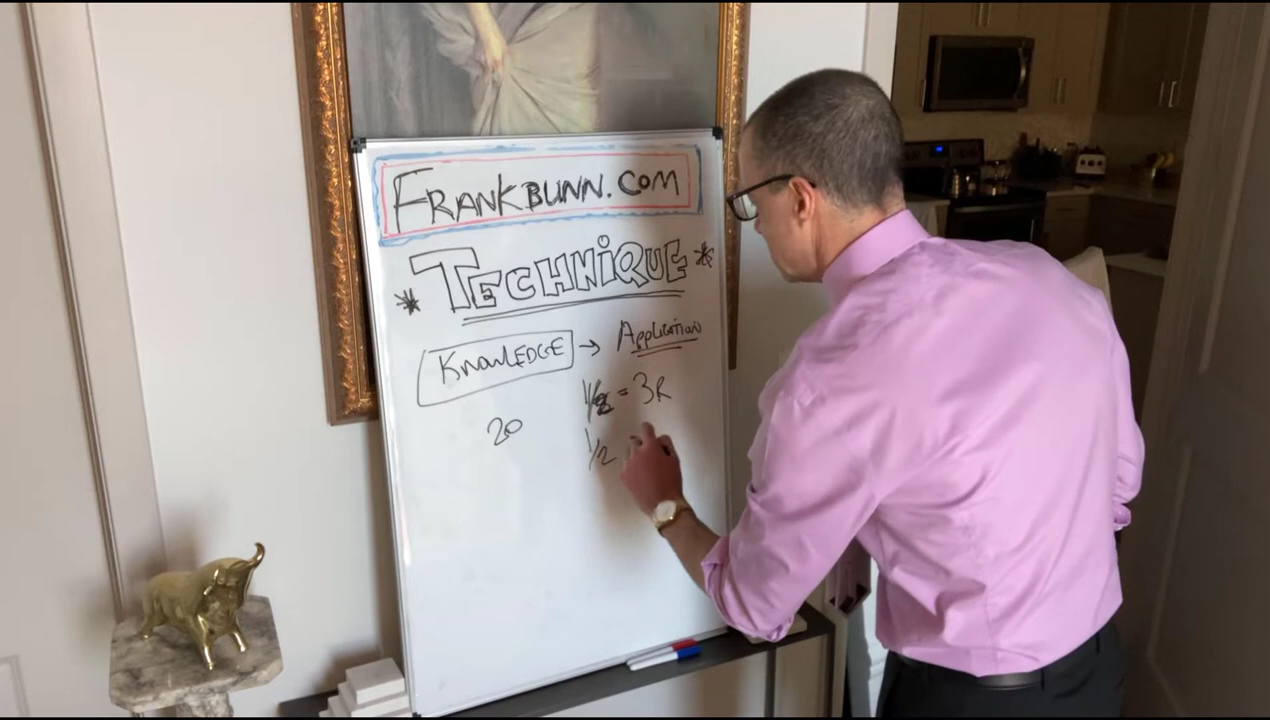 FRANKBUNN.COM
* TECHNIQUE *
KNOWLEDGE → APPLICATION
= 3R
20
1/2